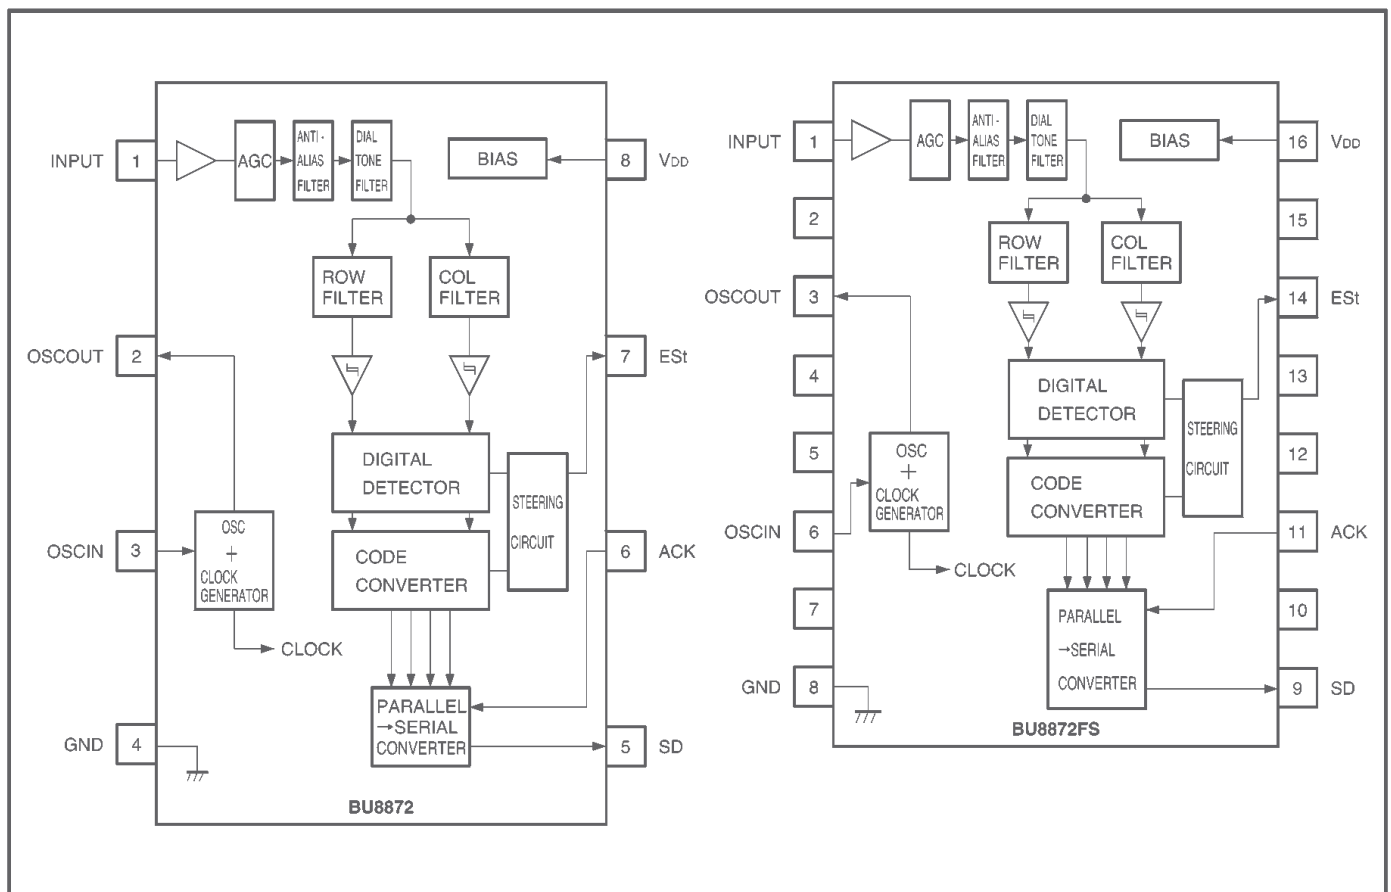 INPUT
1
AGC
ANTI-
ALIAS
FILTER
DIAL
TONE
FILTER
BIAS
8
VDD
ROW
FILTER
COL
FILTER
OSCOUT
2
7
ESt
DIGITAL
DETECTOR
STEERING
CIRCUIT
OSCIN
3
OSC
+
CLOCK
GENERATOR
CODE
CONVERTER
6
ACK
CLOCK
PARALLEL
→SERIAL
CONVERTER
GND
4
5
SD
BU8872
INPUT
1
AGC
ANTI-
ALIAS
FILTER
DIAL
TONE
FILTER
BIAS
16
VDD
2
15
ROW
FILTER
COL
FILTER
OSCOUT
3
14
ESt
4
13
DIGITAL
DETECTOR
STEERING
CIRCUIT
5
12
OSC
+
CLOCK
GENERATOR
CODE
CONVERTER
OSCIN
6
11
ACK
CLOCK
7
10
PARALLEL
→SERIAL
CONVERTER
GND
8
9
SD
BU8872FS